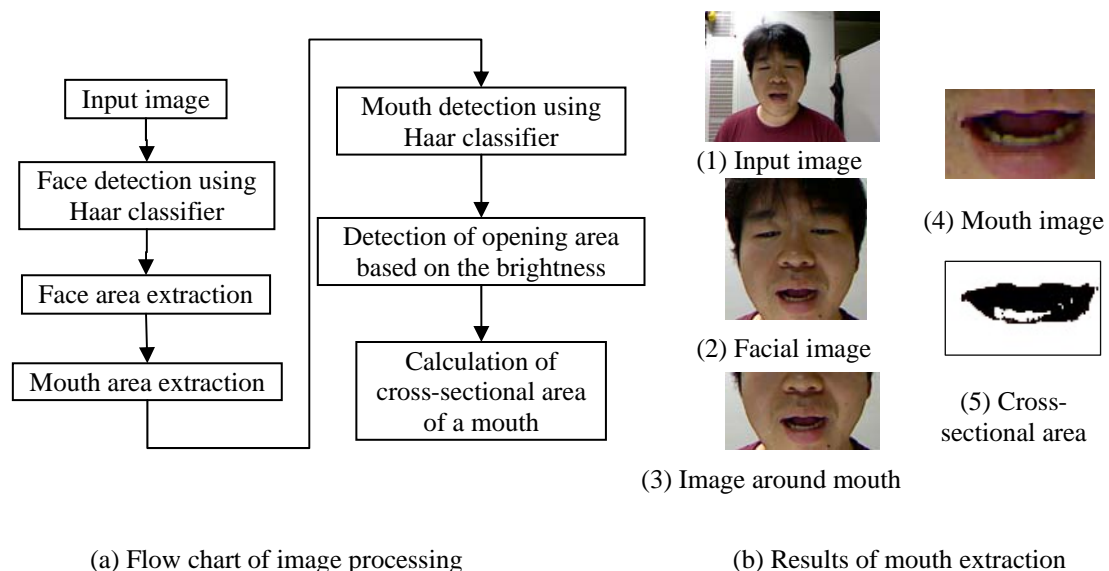 Input image
Face detection using
Haar classifier
Face area extraction
Mouth area extraction
Mouth detection using
Haar classifier
Detection of opening area
based on the brightness
Calculation of
cross-sectional area
of a mouth
(a) Flow chart of image processing
(1) Input image
(2) Facial image
(3) Image around mouth
(4) Mouth image
(5) Cross-
sectional area
(b) Results of mouth extraction